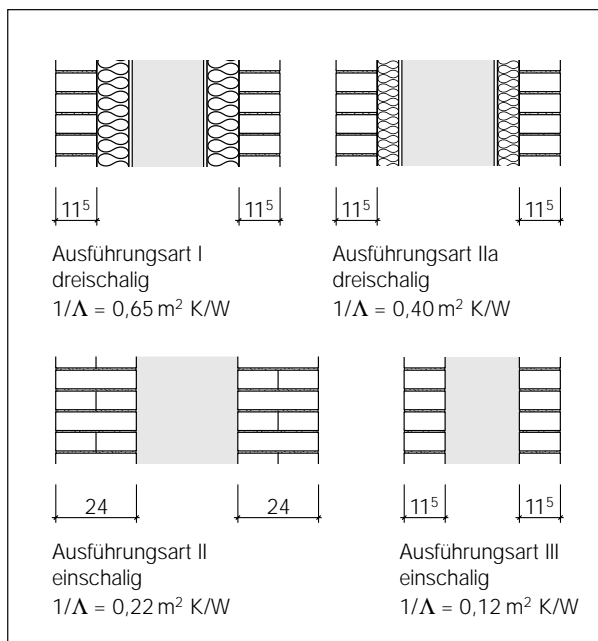 11⁵ 11⁵ 11⁵ 11⁵
Ausführungsart I
dreischalig
1/Λ = 0,65 m² K/W
Ausführungsart IIa
dreischalig
1/Λ = 0,40 m² K/W
24 24 11⁵ 11⁵
Ausführungsart II
einschalig
1/Λ = 0,22 m² K/W
Ausführungsart III
einschalig
1/Λ = 0,12 m² K/W